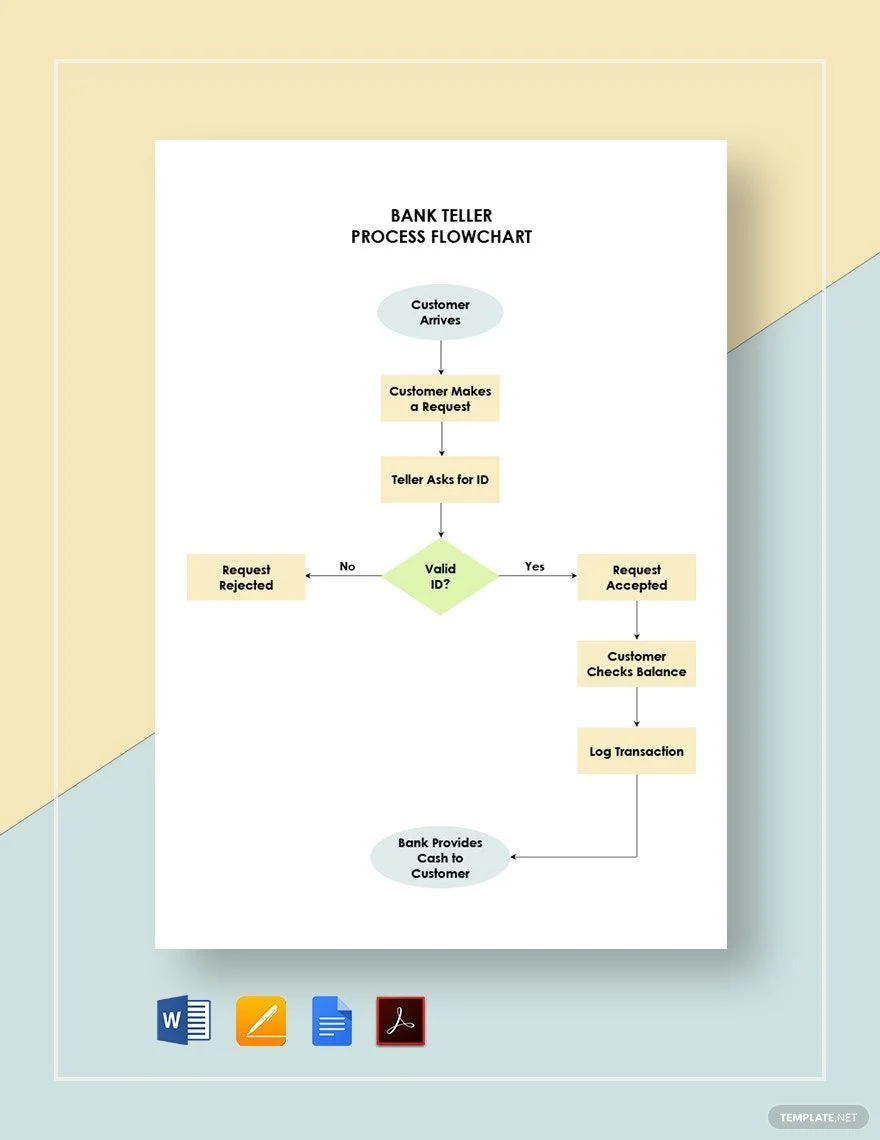 BANK TELLER
PROCESS FLOWCHART
Customer
Arrives
Customer Makes
a Request
Teller Asks for ID
Valid
ID?
No
Yes
Request
Rejected
Request
Accepted
Customer
Checks Balance
Log Transaction
Bank Provides
Cash to
Customer
W
TEMPLATE.NET